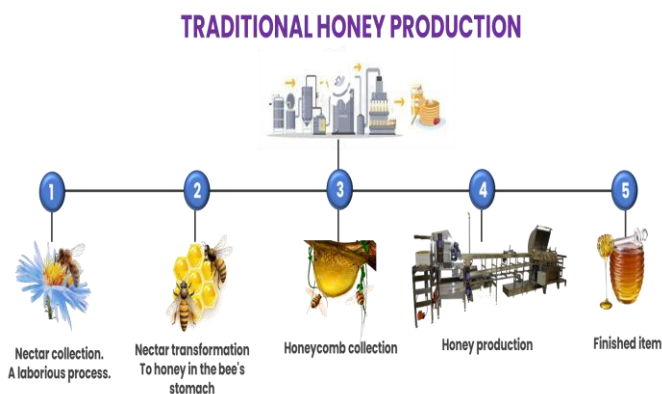 TRADITIONAL HONEY PRODUCTION
1
2
3
4
5
Nectar collection.
A laborious process.
Nectar transformation
To honey in the bee's
stomach
Honeycomb collection
Honey production
Finished item